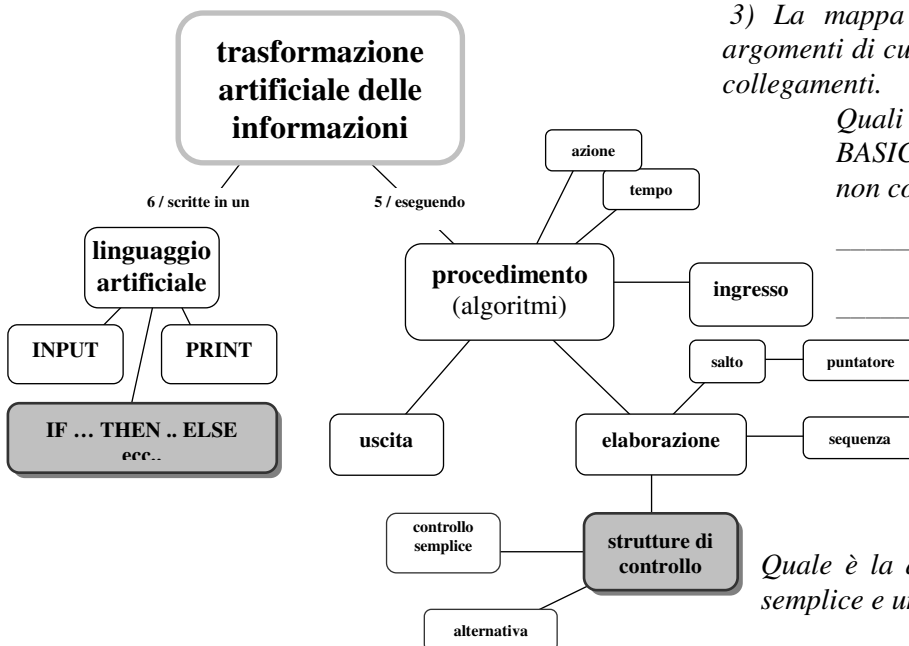 3) La mappa
argomenti di cu
collegamenti.
Quali
BASIC
non co
trasformazione
artificiale delle
informazioni
azione
tempo
6 / scritte in un
5 / eseguendo
linguaggio
artificiale
procedimento
(algoritmi)
ingresso
INPUT
PRINT
salto
puntatore
IF … THEN .. ELSE
ecc..
uscita
elaborazione
sequenza
controllo
semplice
strutture di
controllo
Quale è la
semplice e un
alternativa